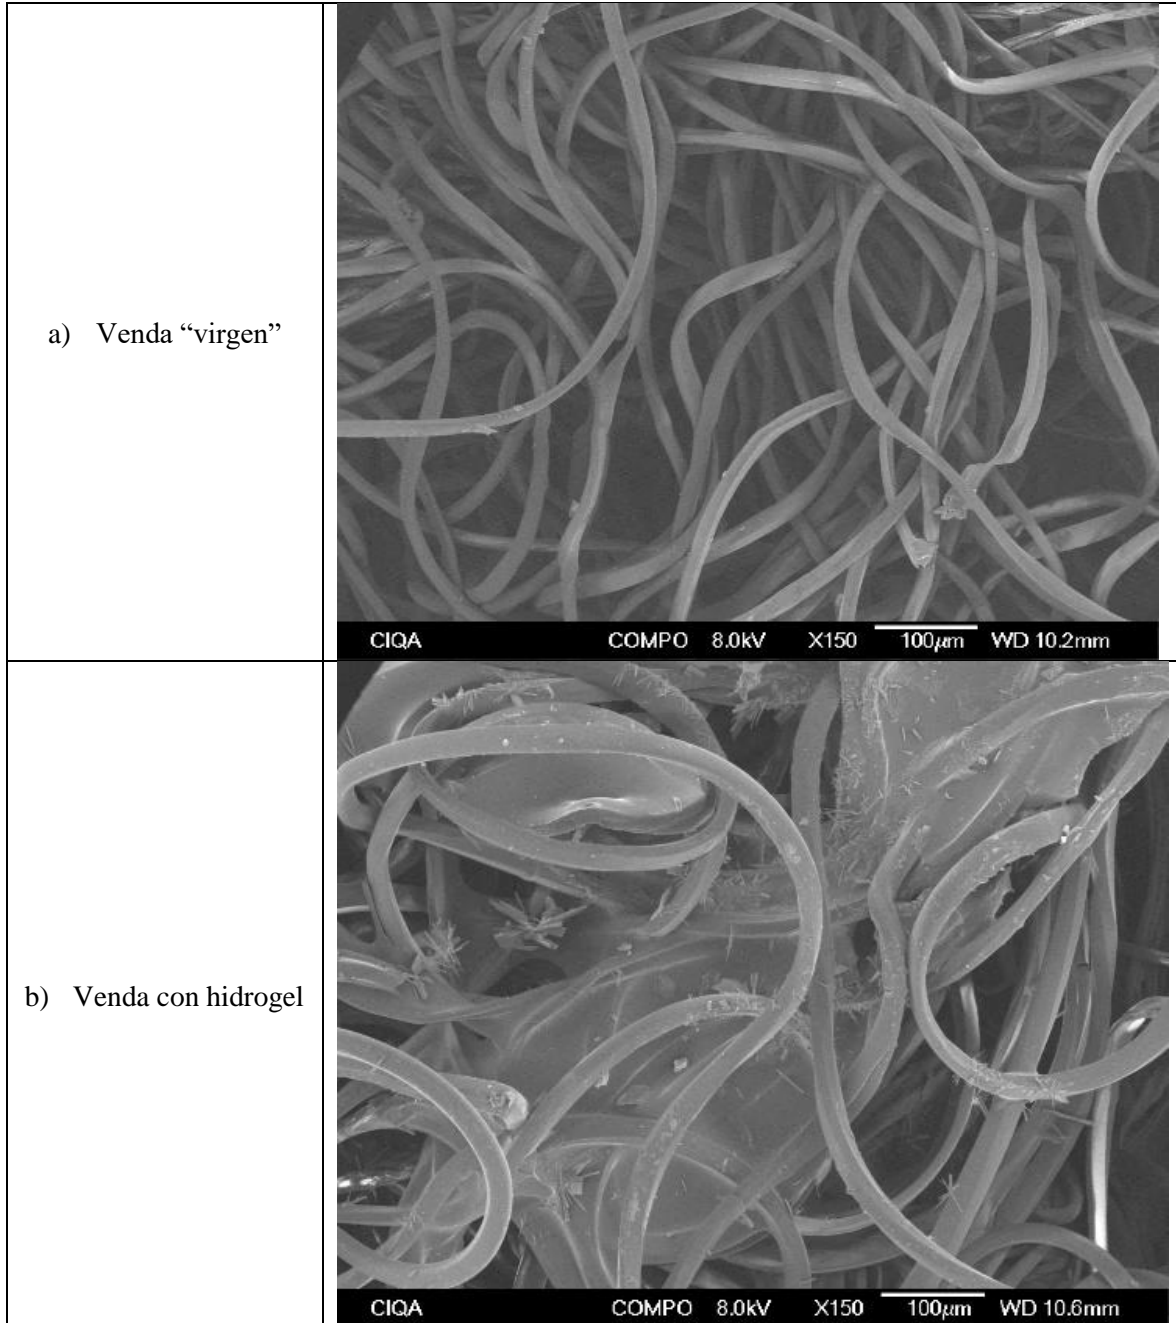 a) Venda “virgen”
CIQA COMPO 8.0kV X150 100μm WD 10.2mm
b) Venda con hidrogel
CIQA COMPO 8.0kV X150 100μm WD 10.6mm